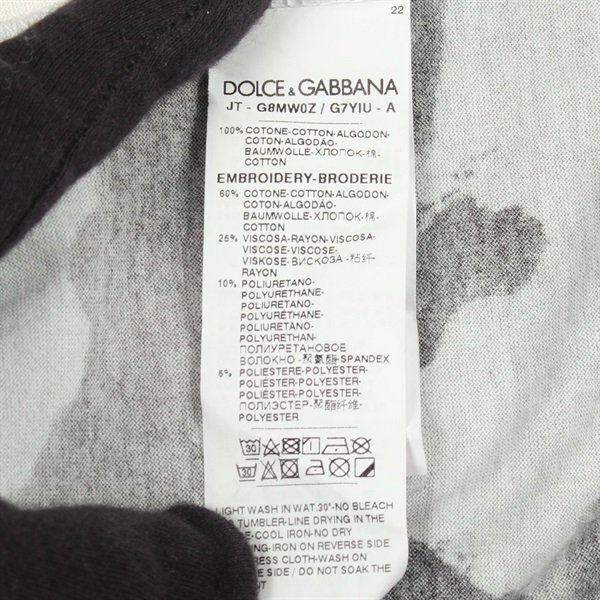 22
DOLCE & GABBANA
JT - G8MW0Z / G7YIU - A
100% COTONE-COTTON-ALGODON-
COTON-ALGODÃO-
BAUMWOLLE-ХЛОПОК-棉-
COTTON
EMBROIDERY-BRODERIE
60% COTONE-COTTON-ALGODON-
COTON-ALGODÃO-
BAUMWOLLE-ХЛОПОК-棉-
COTTON
25% VISCOSA-RAYON-VISCOSA-
VISCOSE-VISCOSE-
VISKOSE-ВИСКОЗА-粘纤-
RAYON
10% POLIURETANO-
POLYURETHANE-
POLIURETANO-
POLYURÉTHANE-
POLIURETANO-
POLYURETHAN-
ПОЛИУРЕТАНОВОЕ
ВОЛОКНО-聚氨酯-SPANDEX
5% POLIESTERE-POLYESTER-
POLIÉSTER-POLYESTER-
POLIÉSTER-POLYESTER-
ПОЛИЭСТЕР-聚酯纤维-
POLYESTER
30
30
LIGHT WASH IN WAT.30°-NO BLEACH
TUMBLER-LINE DRYING IN THE
-COOL IRON-NO DRY
-IRON ON REVERSE SIDE
CLOTH-WASH ON
SIDE / DO NOT SOAK THE